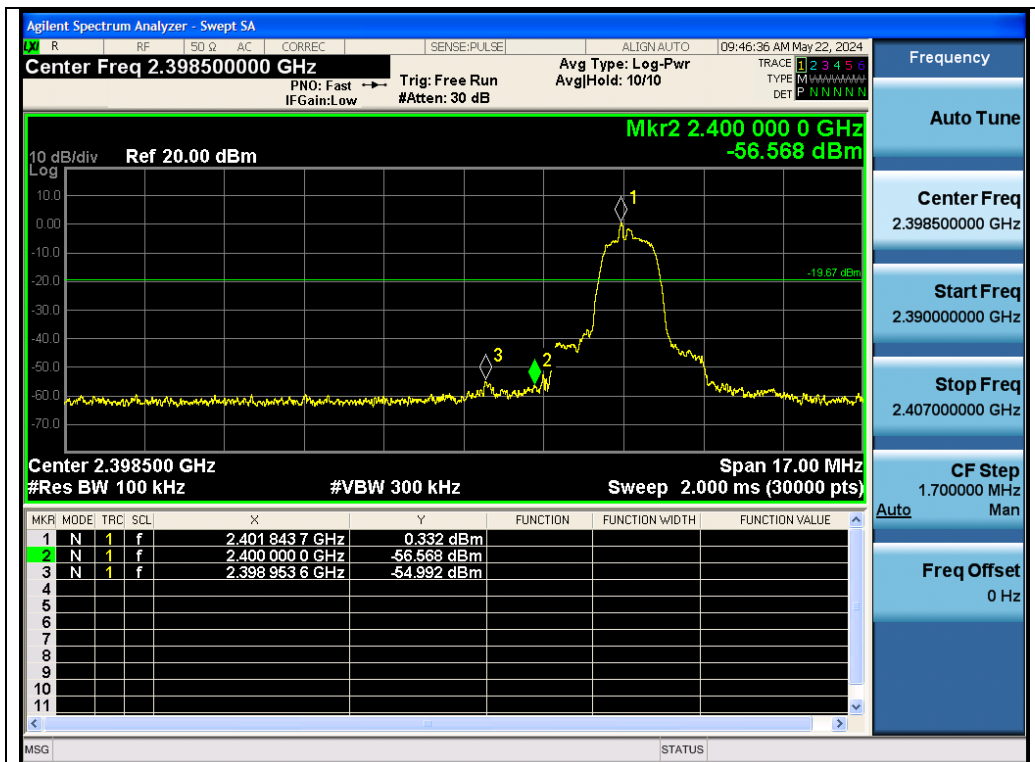 Agilent Spectrum Analyzer - Swept SA
LXI R RF 50 Ω AC CORREC SENSE:PULSE ALIGN AUTO 09:46:36 AM May 22, 2024
Center Freq 2.398500000 GHz
PNO: Fast
IFGain:Low
Trig: Free Run
#Atten: 30 dB
Avg Type: Log-Pwr
Avg|Hold: 10/10
TRACE 1 2 3 4 5 6
TYPE M
DET P N N N N N
Mkr2 2.400 000 0 GHz
-56.568 dBm
10 dB/div Ref 20.00 dBm
Log
10.0
0.00
-10.0
-20.0
-30.0
-40.0
-50.0
-60.0
-70.0
1
-19.67 dBm
3
2
Center 2.398500 GHz Span 17.00 MHz
#Res BW 100 kHz #VBW 300 kHz Sweep 2.000 ms (30000 pts)
MKR MODE TRC SCL X Y FUNCTION FUNCTION WIDTH FUNCTION VALUE
1 N 1 f 2.401 843 7 GHz 0.332 dBm
2 N 1 f 2.400 000 0 GHz -56.568 dBm
3 N 1 f 2.398 953 6 GHz -54.992 dBm
4
5
6
7
8
9
10
11
MSG STATUS
Frequency
Auto Tune
Center Freq
2.398500000 GHz
Start Freq
2.390000000 GHz
Stop Freq
2.407000000 GHz
CF Step
1.700000 MHz
Auto Man
Freq Offset
0 Hz